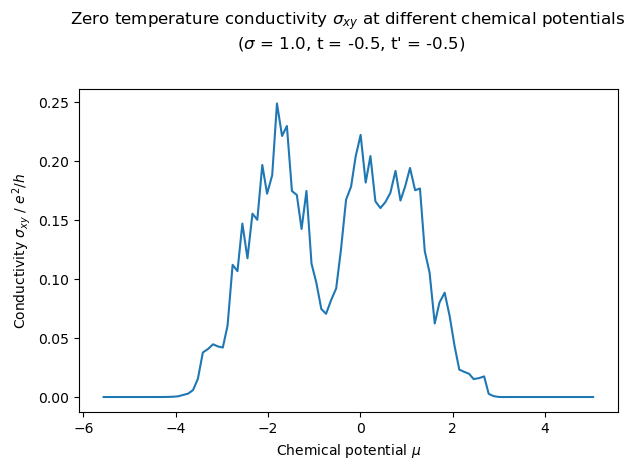 Zero temperature conductivity σxy at different chemical potentials
(σ = 1.0, t = -0.5, t' = -0.5)
Conductivity σxy / e²/h
0.25
0.20
0.15
0.10
0.05
0.00
−6 −4 −2 0 2 4
Chemical potential μ